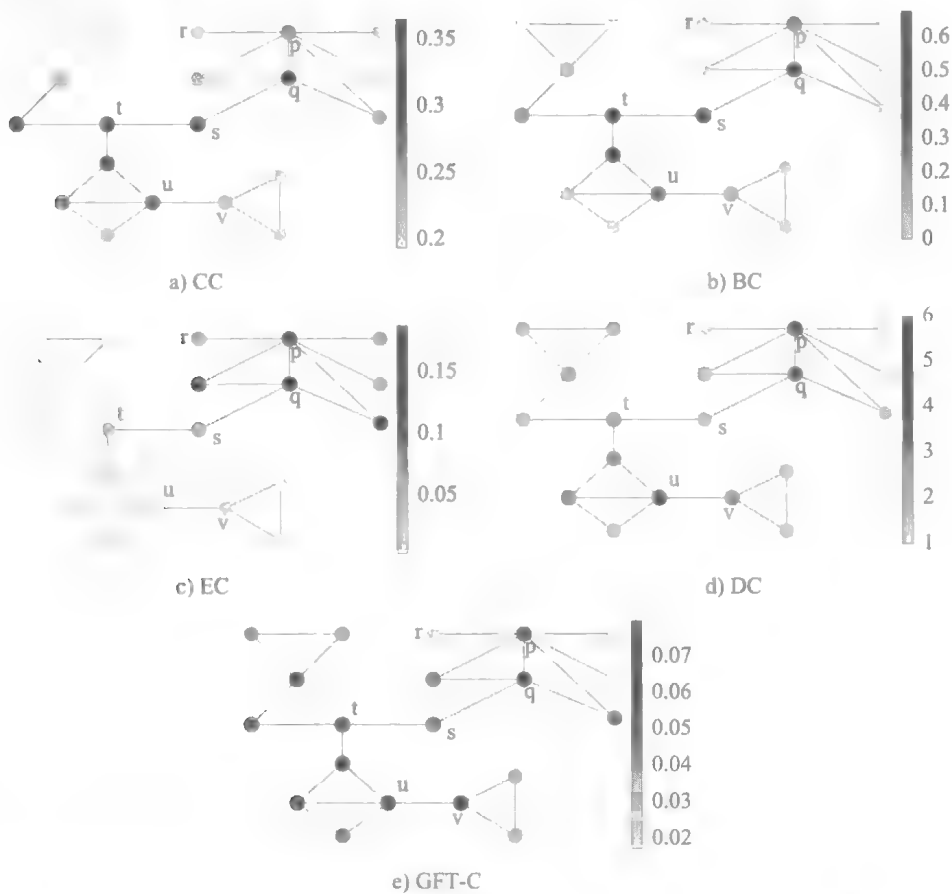 r
p
q
t
s
u
v
0.35
0.3
0.25
0.2
a) CC
r
p
q
t
s
u
v
0.6
0.5
0.4
0.3
0.2
0.1
0
b) BC
r
p
q
t
s
u
v
0.15
0.1
0.05
c) EC
r
p
q
t
s
u
v
6
5
4
3
2
1
d) DC
r
p
q
t
s
u
v
0.07
0.06
0.05
0.04
0.03
0.02
e) GFT-C